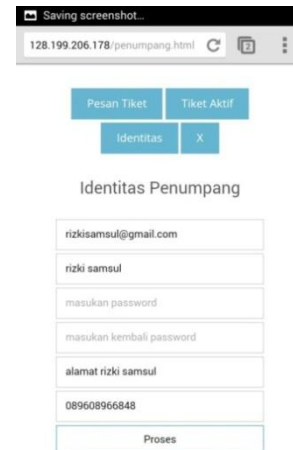 Saving screenshot...
128.199.206.178/penumpang.html 2
Pesan Tiket Tiket Aktif
Identitas X
Identitas Penumpang
rizkisamsul@gmail.com
rizki samsul
masukan password
masukan kembali password
alamat rizki samsul
089608966848
Proses